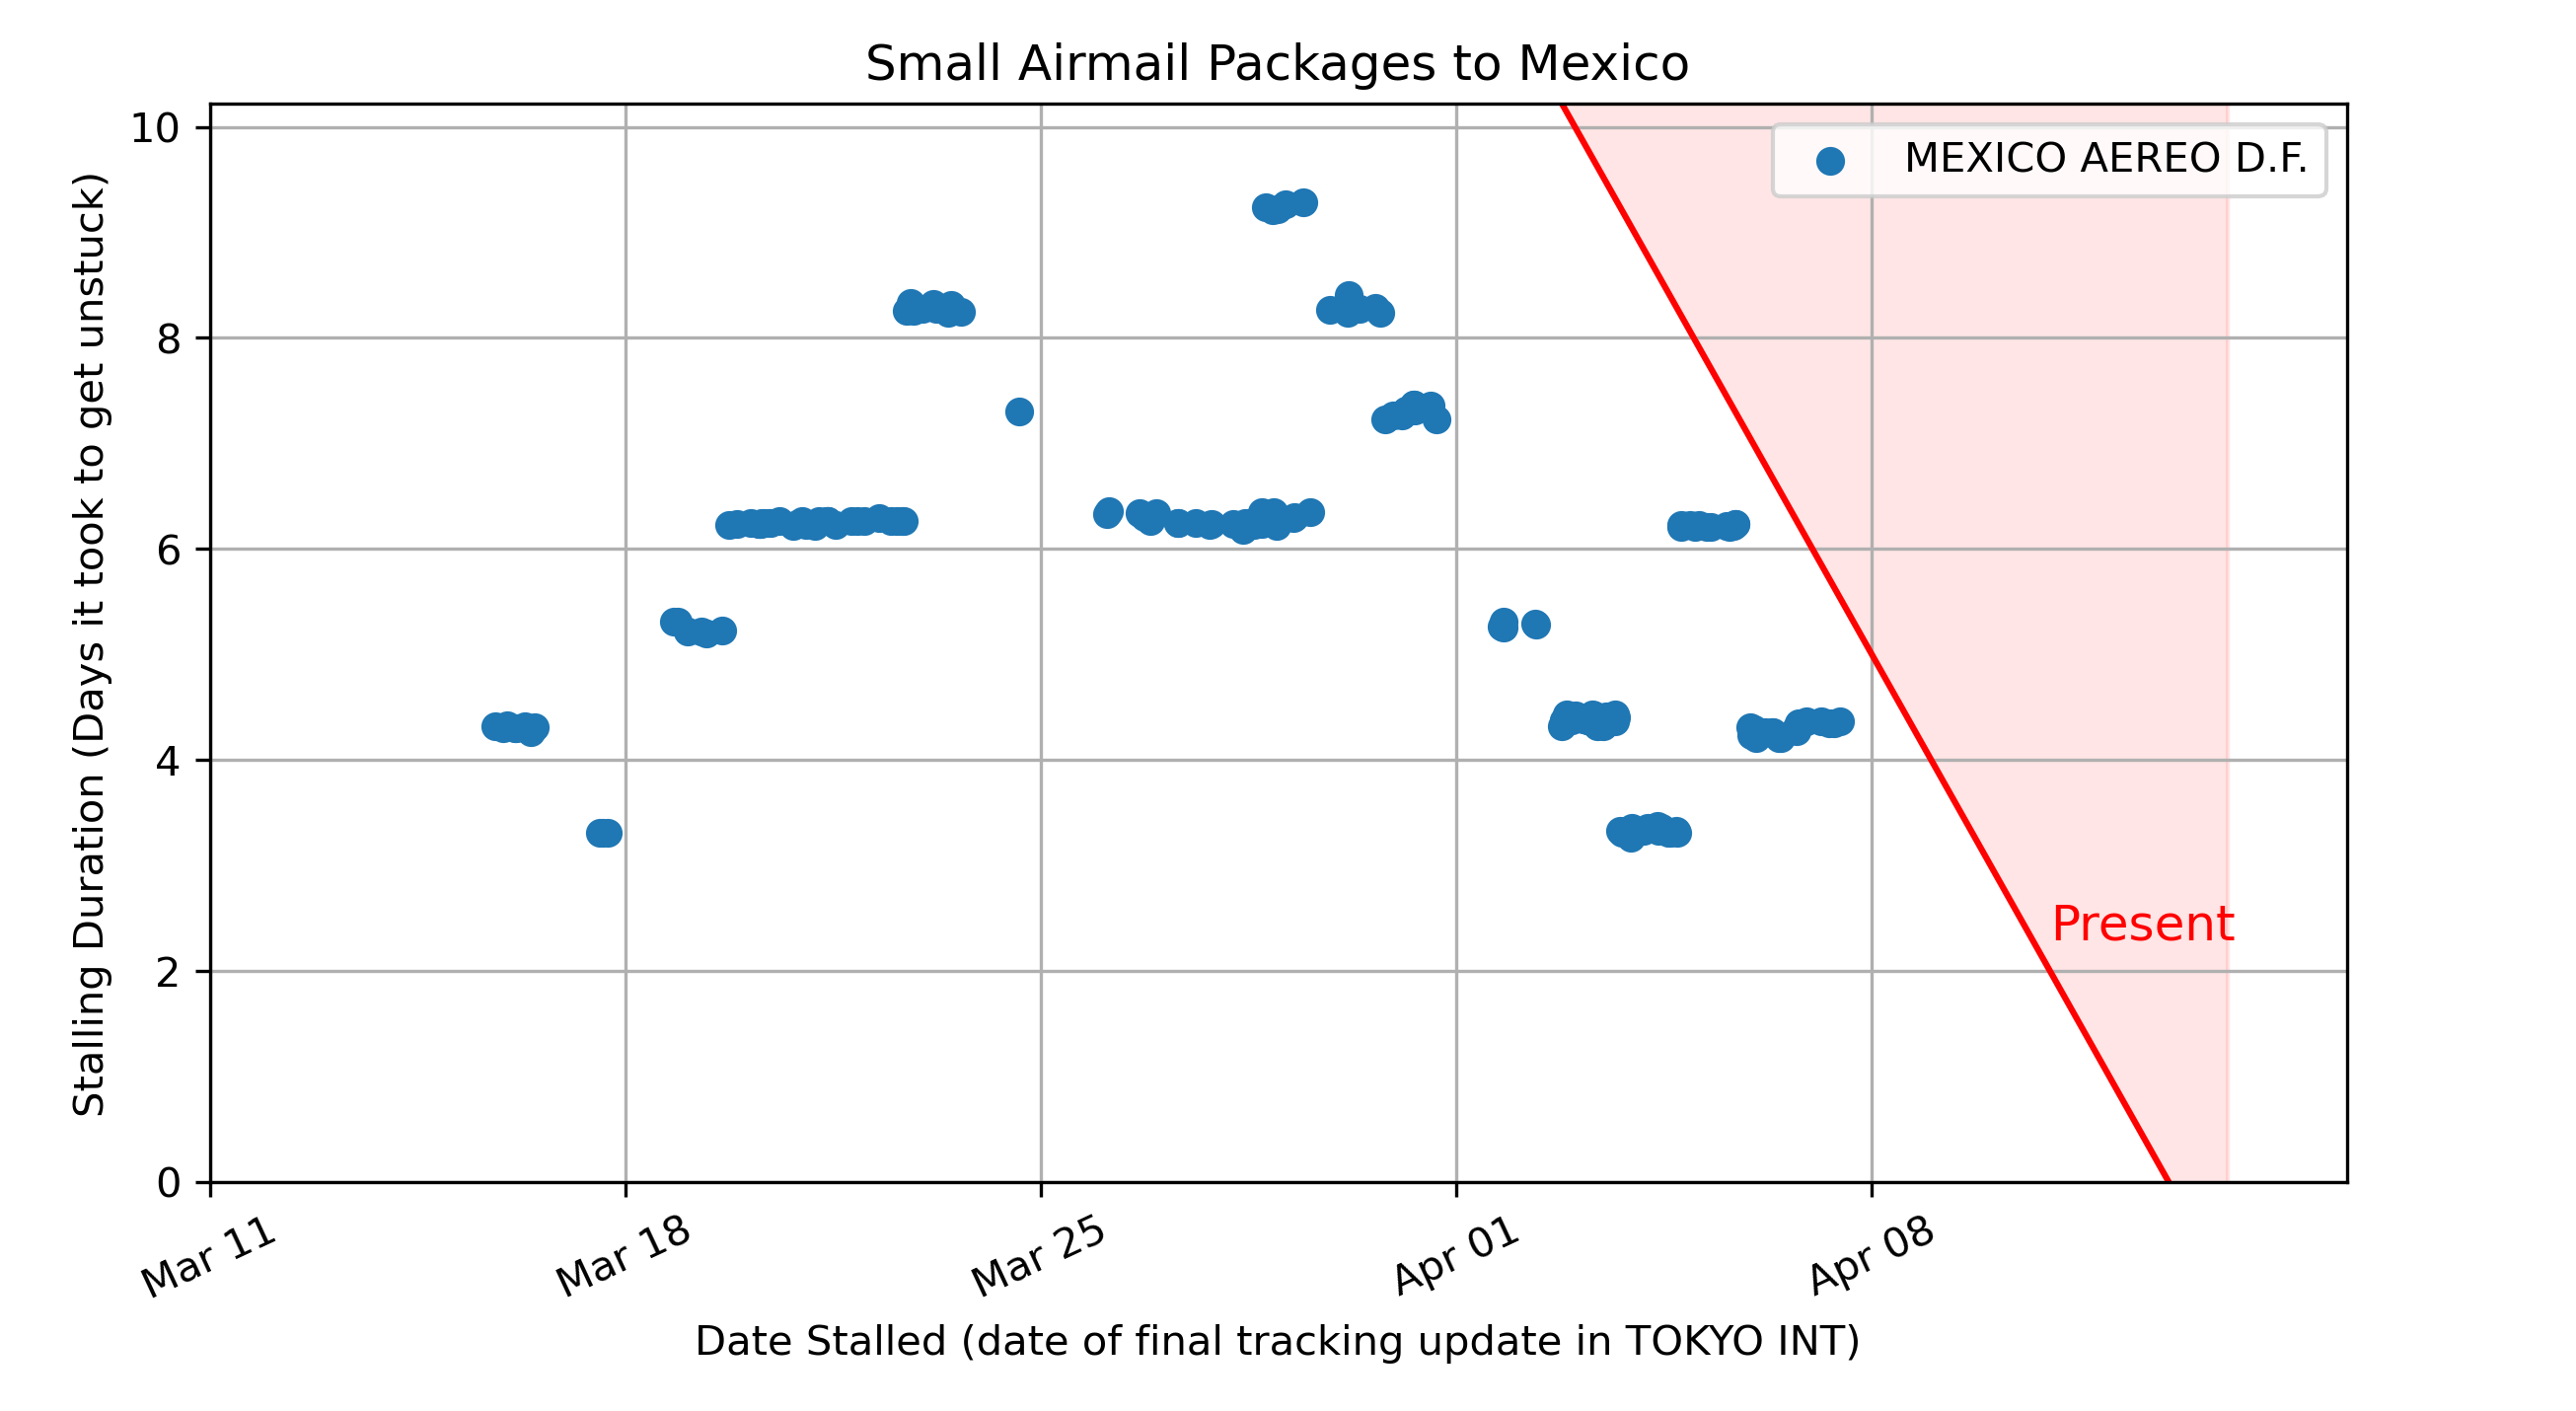 Small Airmail Packages to Mexico
Stalling Duration (Days it took to get unstuck)
10
8
6
4
2
0
MEXICO AEREO D.F.
Present
Mar 11
Mar 18
Mar 25
Apr 01
Apr 08
Date Stalled (date of final tracking update in TOKYO INT)